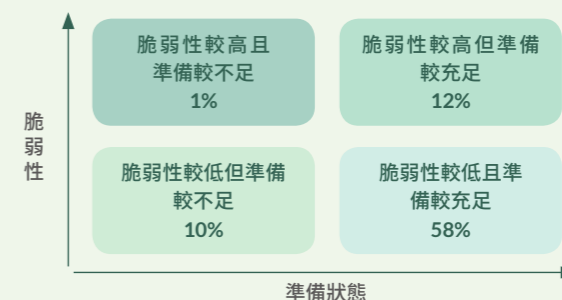 脆弱性較高且
準備較不足
1%
脆弱性較高但準備
較充足
12%
脆弱性
脆弱性較低但準備
較不足
10%
脆弱性較低且準
備較充足
58%
準備狀態